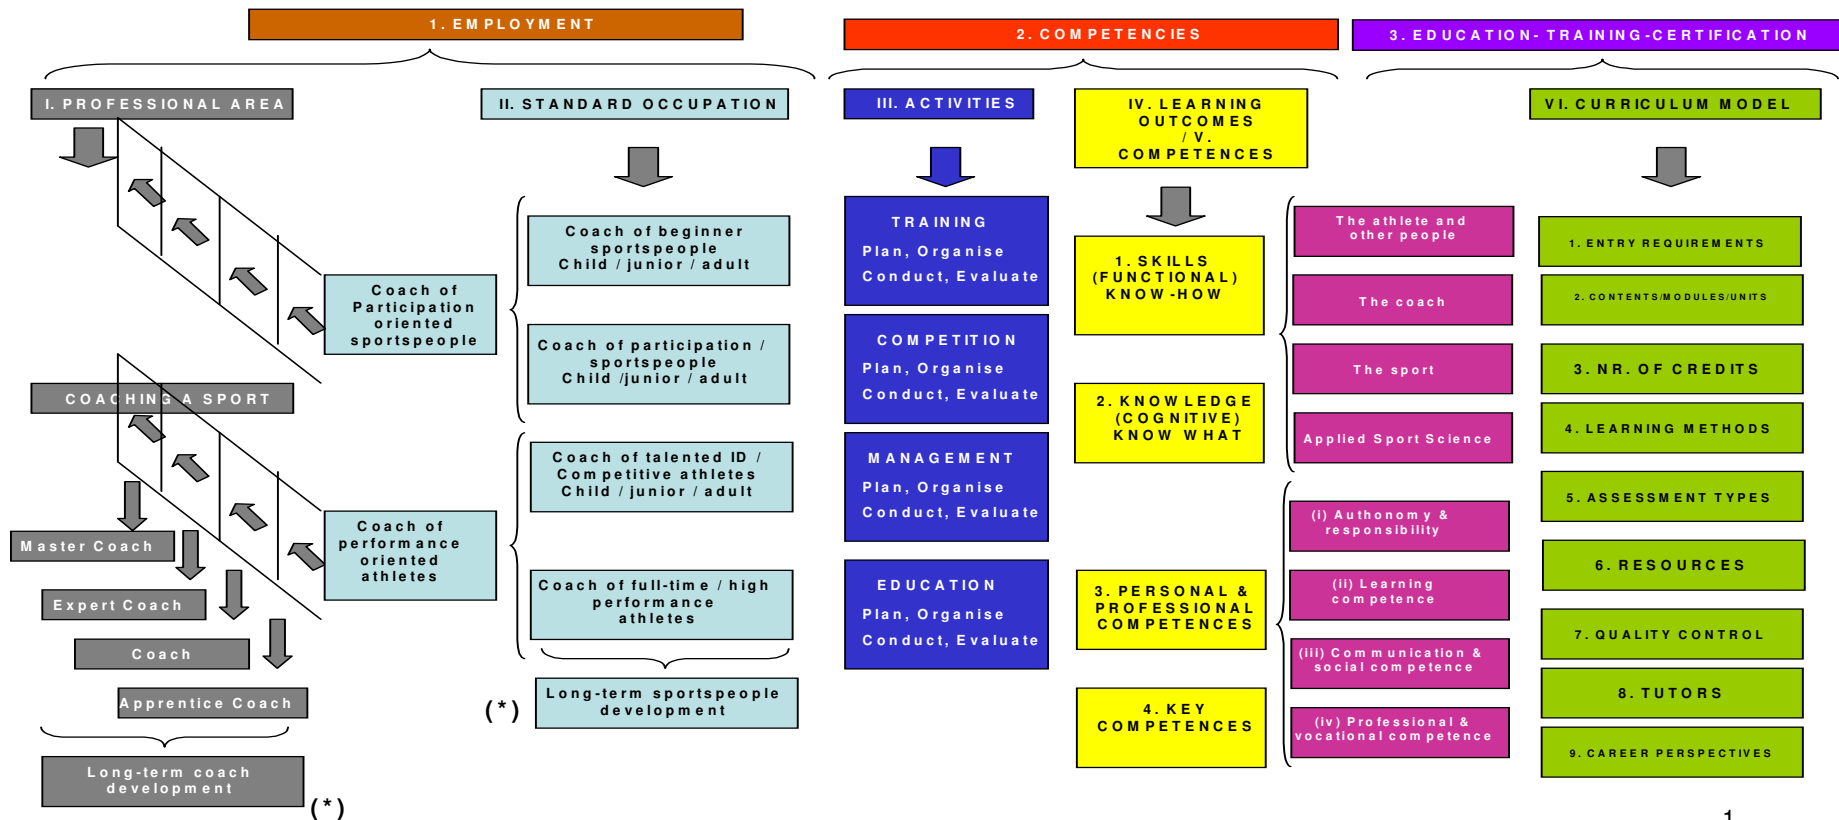 1. EMPLOYMENT
2. COMPETENCIES
3. EDUCATION- TRAINING-CERTIFICATION
I. PROFESSIONAL AREA
II. STANDARD OCCUPATION
III. ACTIVITIES
IV. LEARNING
OUTCOMES
/ V.
COMPETENCES
VI. CURRICULUM MODEL
COACHING A SPORT
Master Coach
Expert Coach
Coach
Apprentice Coach
Long-term coach
development
(*)
Coach of
Participation
oriented
sportspeople
Coach of
performance
oriented
athletes
Coach of beginner
sportspeople
Child / junior / adult
Coach of participation /
sportspeople
Child /junior / adult
Coach of talented ID /
Competitive athletes
Child / junior / adult
Coach of full-time / high
performance
athletes
(*)
Long-term sportspeople
development
TRAINING
Plan, Organise
Conduct, Evaluate
COMPETITION
Plan, Organise
Conduct, Evaluate
MANAGEMENT
Plan, Organise
Conduct, Evaluate
EDUCATION
Plan, Organise
Conduct, Evaluate
1. SKILLS
(FUNCTIONAL)
KNOW-HOW
2. KNOWLEDGE
(COGNITIVE)
KNOW WHAT
3. PERSONAL &
PROFESSIONAL
COMPETENCES
4. KEY
COMPETENCES
The athlete and
other people
The coach
The sport
Applied Sport Science
(i) Authonomy &
responsibility
(ii) Learning
competence
(iii) Communication &
social competence
(iv) Professional &
vocational competence
1. ENTRY REQUIREMENTS
2. CONTENTS/MODULES/UNITS
3. NR. OF CREDITS
4. LEARNING METHODS
5. ASSESSMENT TYPES
6. RESOURCES
7. QUALITY CONTROL
8. TUTORS
9. CAREER PERSPECTIVES
1